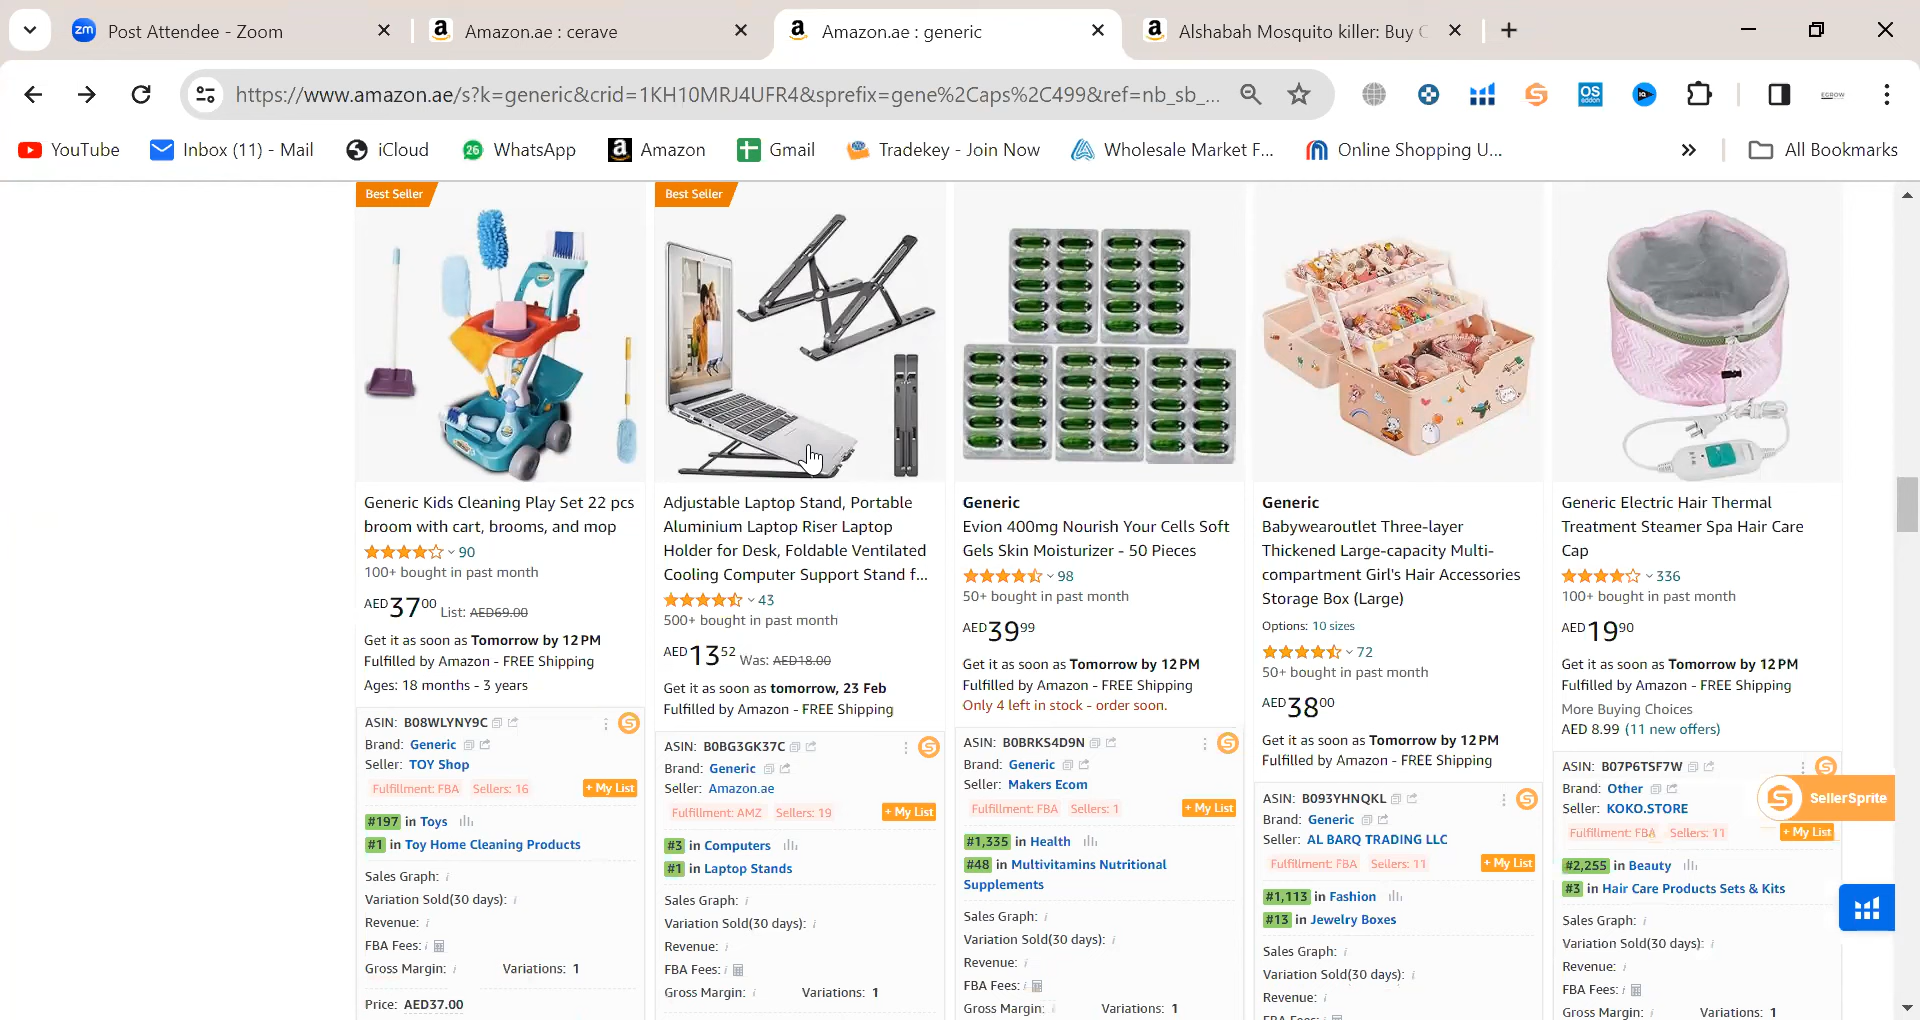 Post Attendee - Zoom
Amazon.ae : cerave
Amazon.ae : generic
Alshabah Mosquito killer: Buy
https://www.amazon.ae/s?k=generic&crid=1KH10MRJ4UFR4&sprefix=gene%2Caps%2C499&ref=nb_sb_...
YouTube
Inbox (11) - Mail
iCloud
26
WhatsApp
Amazon
Gmail
Tradekey - Join Now
Wholesale Market F...
Online Shopping U...
All Bookmarks
Best Seller
Generic Kids Cleaning Play Set 22 pcs
broom with cart, brooms, and mop
90
100+ bought in past month
AED37.00 List: AED69.00
Get it as soon as Tomorrow by 12 PM
Fulfilled by Amazon - FREE Shipping
Ages: 18 months - 3 years
ASIN: B08WLYNY9C
Brand: Generic
Seller: TOY Shop
Fulfillment: FBA Sellers: 16 + My List
#197 in Toys
#1 in Toy Home Cleaning Products
Sales Graph:
Variation Sold(30 days):
Revenue:
FBA Fees:
Gross Margin: Variations: 1
Price: AED37.00
Best Seller
Adjustable Laptop Stand, Portable
Aluminium Laptop Riser Laptop
Holder for Desk, Foldable Ventilated
Cooling Computer Support Stand f...
43
500+ bought in past month
AED13.52 Was: AED18.00
Get it as soon as tomorrow, 23 Feb
Fulfilled by Amazon - FREE Shipping
ASIN: B0BG3GK37C
Brand: Generic
Seller: Amazon.ae
Fulfillment: AMZ Sellers: 19 + My List
#3 in Computers
#1 in Laptop Stands
Sales Graph:
Variation Sold(30 days):
Revenue:
FBA Fees:
Gross Margin: Variations: 1
Generic
Evion 400mg Nourish Your Cells Soft
Gels Skin Moisturizer - 50 Pieces
98
50+ bought in past month
AED39.99
Get it as soon as Tomorrow by 12 PM
Fulfilled by Amazon - FREE Shipping
Only 4 left in stock - order soon.
ASIN: B0BRKS4D9N
Brand: Generic
Seller: Makers Ecom
Fulfillment: FBA Sellers: 1 + My List
#1,335 in Health
#48 in Multivitamins Nutritional
Supplements
Sales Graph:
Variation Sold(30 days):
Revenue:
FBA Fees:
Gross Margin: Variations: 1
Generic
Babywearoutlet Three-layer
Thickened Large-capacity Multi-
compartment Girl's Hair Accessories
Storage Box (Large)
Options: 10 sizes
72
50+ bought in past month
AED38.00
Get it as soon as Tomorrow by 12 PM
Fulfilled by Amazon - FREE Shipping
ASIN: B093YHNQKL
Brand: Generic
Seller: AL BARQ TRADING LLC
Fulfillment: FBA Sellers: 11 + My List
#1,113 in Fashion
#13 in Jewelry Boxes
Sales Graph:
Variation Sold(30 days):
Revenue:
FBA Fees:
Generic Electric Hair Thermal
Treatment Steamer Spa Hair Care
Cap
336
100+ bought in past month
AED19.90
Get it as soon as Tomorrow by 12 PM
Fulfilled by Amazon - FREE Shipping
More Buying Choices
AED 8.99 (11 new offers)
ASIN: B07P6TSF7W
Brand: Other
Seller: KOKO.STORE
Fulfillment: FBA Sellers: 11 + My List
#2,255 in Beauty
#3 in Hair Care Products Sets & Kits
Sales Graph:
Variation Sold(30 days):
Revenue:
FBA Fees:
Gross Margin: Variations: 1
SellerSprite